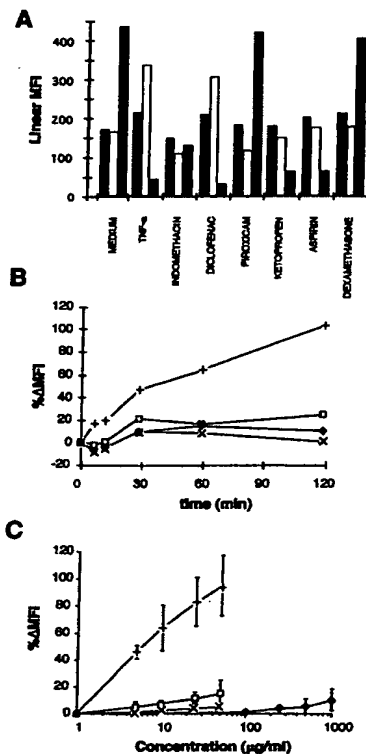 A
Linear MFI
400
300
200
100
0
MEDIUM
TNF-α
INDOMETHACIN
DICLOFENAC
PIROXICAM
KETOPROFEN
ASPIRIN
DEXAMETHASONE
B
%ΔMFI
120
100
80
60
40
20
0
-20
0 30 60 90 120
time (min)
C
%ΔMFI
120
100
80
60
40
20
0
1 10 100 1000
Concentration (μg/ml)